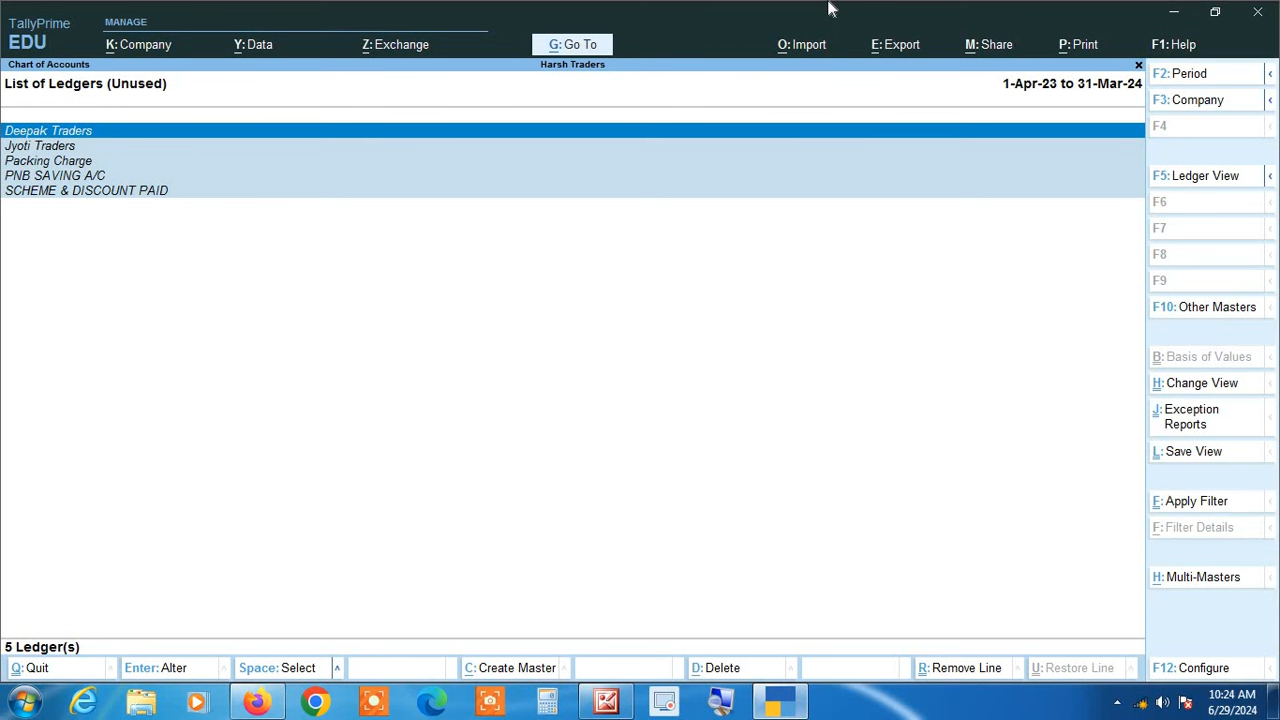 TallyPrime
EDU
MANAGE
K: Company
Y: Data
Z: Exchange
G: Go To
O: Import
E: Export
M: Share
P: Print
F1: Help
Chart of Accounts
Harsh Traders
List of Ledgers (Unused)
1-Apr-23 to 31-Mar-24
Deepak Traders
Jyoti Traders
Packing Charge
PNB SAVING A/C
SCHEME & DISCOUNT PAID
F2: Period
F3: Company
F4
F5: Ledger View
F6
F7
F8
F9
F10: Other Masters
B: Basis of Values
H: Change View
J: Exception
Reports
L: Save View
F: Apply Filter
F: Filter Details
H: Multi-Masters
5 Ledger(s)
Q: Quit
Enter: Alter
Space: Select
C: Create Master
D: Delete
R: Remove Line
U: Restore Line
F12: Configure
10:24 AM
6/29/2024